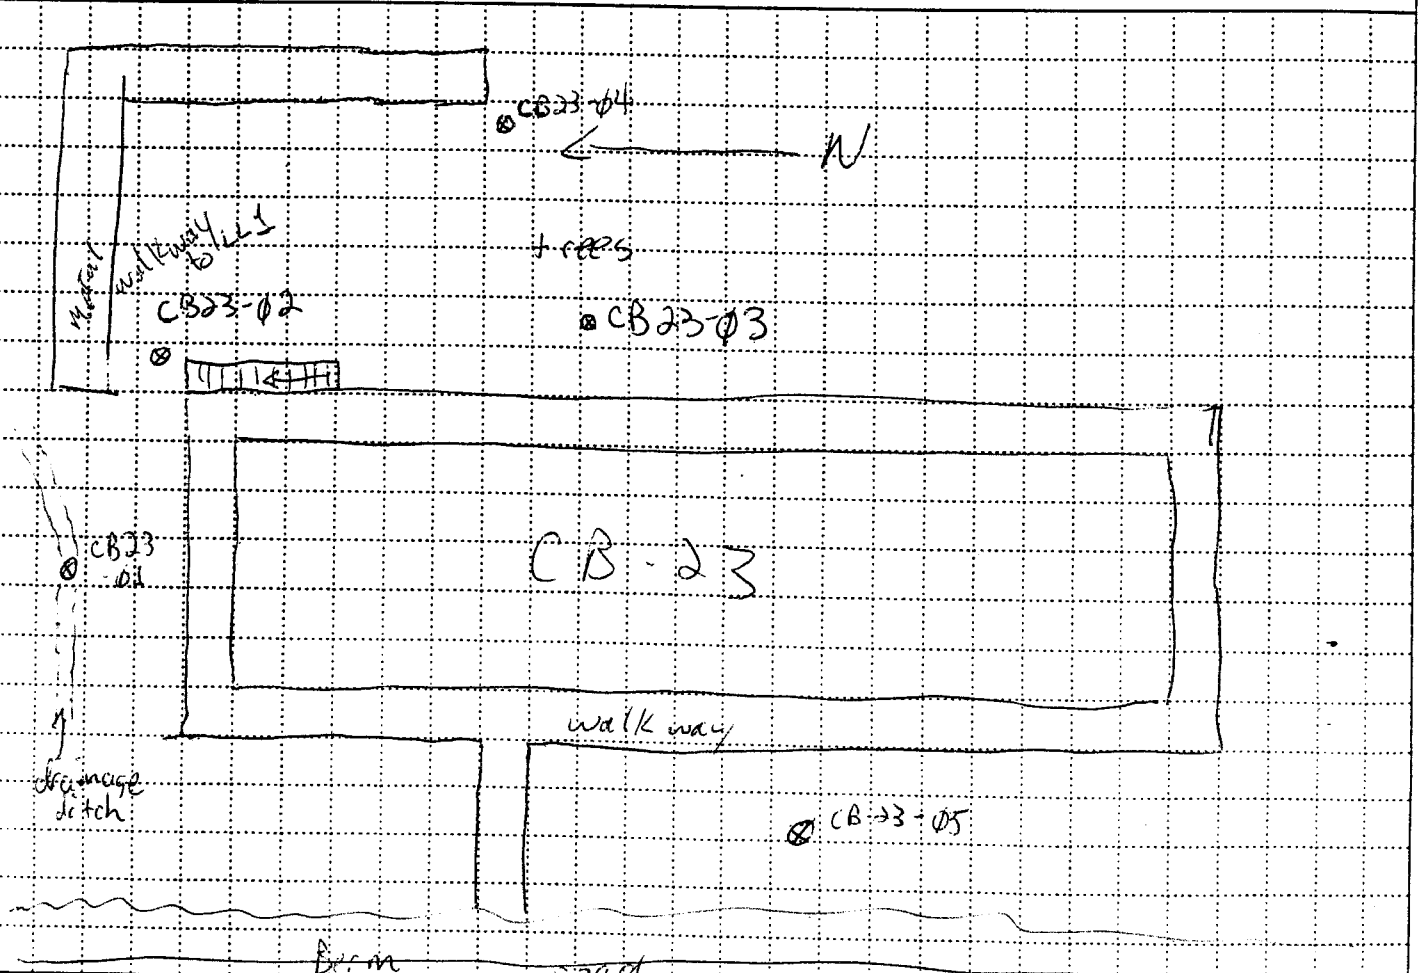 CB23-Ø4
N
trees
Metal
walkway
to LL1
CB23-Ø2
CB23-Ø3
CB23
-Ø1
CB-23
walkway
drainage
ditch
CB-23-Ø5
Berm